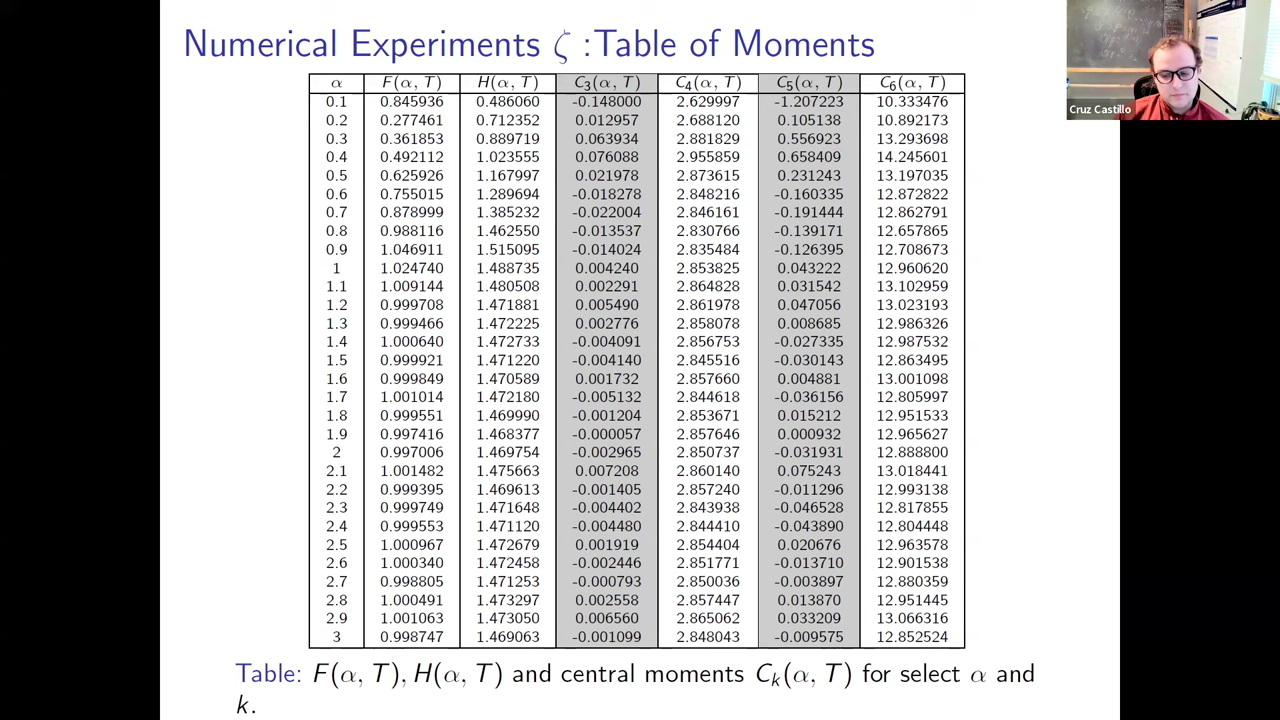 Numerical Experiments ζ :Table of Moments
α F(α, T) H(α, T) C₃(α, T) C₄(α, T) C₅(α, T) C₆(α, T)
0.1 0.845936 0.486060 -0.148000 2.629997 -1.207223 10.333476
0.2 0.277461 0.712352 0.012957 2.688120 0.105138 10.892173
0.3 0.361853 0.889719 0.063934 2.881829 0.556923 13.293698
0.4 0.492112 1.023555 0.076088 2.955859 0.658409 14.245601
0.5 0.625926 1.167997 0.021978 2.873615 0.231243 13.197035
0.6 0.755015 1.289694 -0.018278 2.848216 -0.160335 12.872822
0.7 0.878999 1.385232 -0.022004 2.846161 -0.191444 12.862791
0.8 0.988116 1.462550 -0.013537 2.830766 -0.139171 12.657865
0.9 1.046911 1.515095 -0.014024 2.835484 -0.126395 12.708673
1 1.024740 1.488735 0.004240 2.853825 0.043222 12.960620
1.1 1.009144 1.480508 0.002291 2.864828 0.031542 13.102959
1.2 0.999708 1.471881 0.005490 2.861978 0.047056 13.023193
1.3 0.999466 1.472225 0.002776 2.858078 0.008685 12.986326
1.4 1.000640 1.472733 -0.004091 2.856753 -0.027335 12.987532
1.5 0.999921 1.471220 -0.004140 2.845516 -0.030143 12.863495
1.6 0.999849 1.470589 0.001732 2.857660 0.004881 13.001098
1.7 1.001014 1.472180 -0.005132 2.844618 -0.036156 12.805997
1.8 0.999551 1.469990 -0.001204 2.853671 0.015212 12.951533
1.9 0.997416 1.468377 -0.000057 2.857646 0.000932 12.965627
2 0.997006 1.469754 -0.002965 2.850737 -0.031931 12.888800
2.1 1.001482 1.475663 0.007208 2.860140 0.075243 13.018441
2.2 0.999395 1.469613 -0.001405 2.857240 -0.011296 12.993138
2.3 0.999749 1.471648 -0.004402 2.843938 -0.046528 12.817855
2.4 0.999553 1.471120 -0.004480 2.844410 -0.043890 12.804448
2.5 1.000967 1.472679 0.001919 2.854404 0.020676 12.963578
2.6 1.000340 1.472458 -0.002446 2.851771 -0.013710 12.901538
2.7 0.998805 1.471253 -0.000793 2.850036 -0.003897 12.880359
2.8 1.000491 1.473297 0.002558 2.857447 0.013870 12.951445
2.9 1.001063 1.473050 0.006560 2.865062 0.033209 13.066316
3 0.998747 1.469063 -0.001099 2.848043 -0.009575 12.852524
Table: F(α, T), H(α, T) and central moments Cₖ(α, T) for select α and
k.
Cruz Castillo